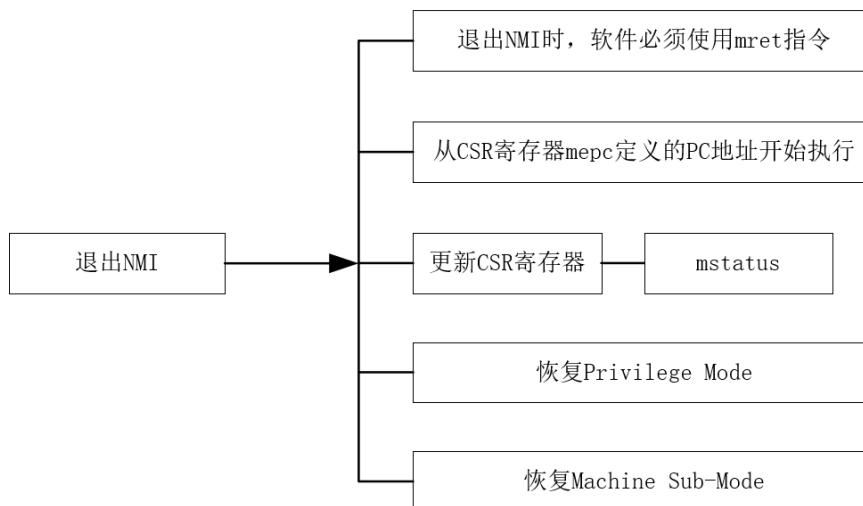 退出NMI时，软件必须使用mret指令
从CSR寄存器mepc定义的PC地址开始执行
退出NMI
更新CSR寄存器
mstatus
恢复Privilege Mode
恢复Machine Sub-Mode